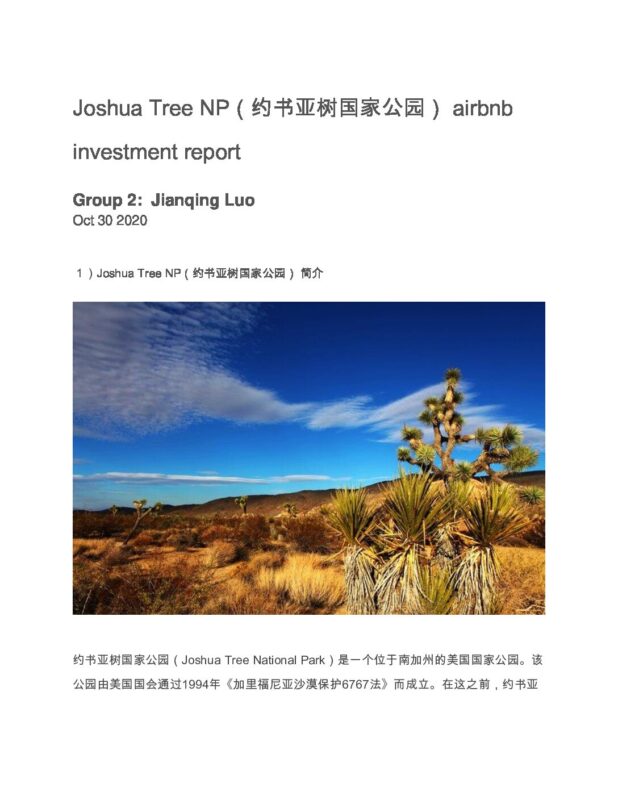 Joshua Tree NP（约书亚树国家公园） airbnb
investment report
Group 2:  Jianqing Luo
Oct 30 2020
１）Joshua Tree NP（约书亚树国家公园） 简介
约书亚树国家公园（Joshua Tree National Park）是一个位于南加州的美国国家公园。该
公园由美国国会通过1994年《加里福尼亚沙漠保护6767法》而成立。在这之前，约书亚